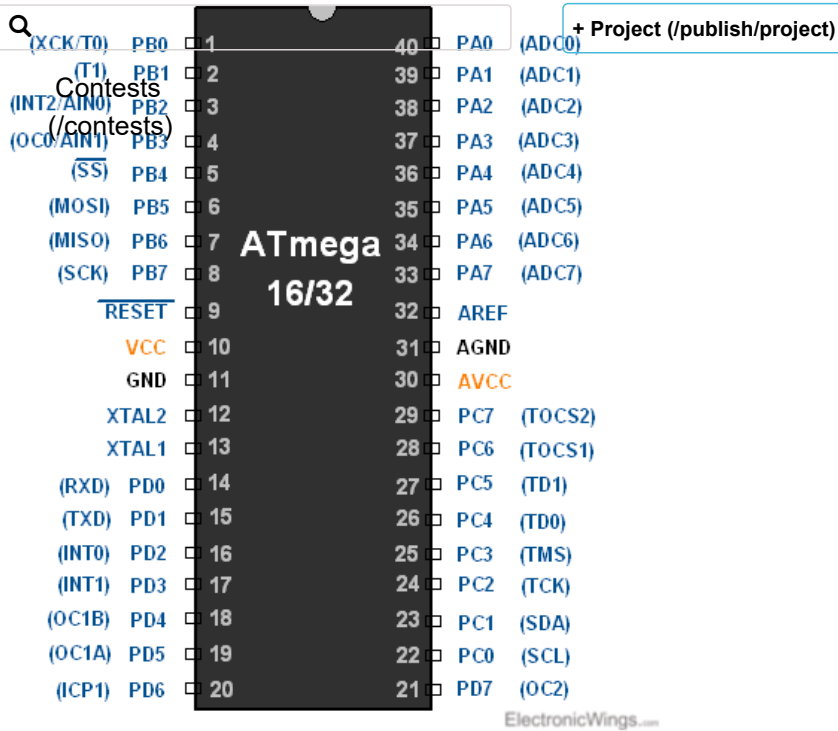 + Project (/publish/project)
(XCK/T0) PB0 1 40 PA0 (ADC0)
(T1) PB1 2 39 PA1 (ADC1)
Contests
(INT2/AIN0) PB2 3 38 PA2 (ADC2)
(/contests)
(OC0/AIN1) PB3 4 37 PA3 (ADC3)
(SS) PB4 5 36 PA4 (ADC4)
(MOSI) PB5 6 35 PA5 (ADC5)
(MISO) PB6 7 34 PA6 (ADC6)
(SCK) PB7 8 33 PA7 (ADC7)
ATmega
16/32
RESET 9 32 AREF
VCC 10 31 AGND
GND 11 30 AVCC
XTAL2 12 29 PC7 (TOCS2)
XTAL1 13 28 PC6 (TOCS1)
(RXD) PD0 14 27 PC5 (TD1)
(TXD) PD1 15 26 PC4 (TD0)
(INT0) PD2 16 25 PC3 (TMS)
(INT1) PD3 17 24 PC2 (TCK)
(OC1B) PD4 18 23 PC1 (SDA)
(OC1A) PD5 19 22 PC0 (SCL)
(ICP1) PD6 20 21 PD7 (OC2)
ElectronicWings.com